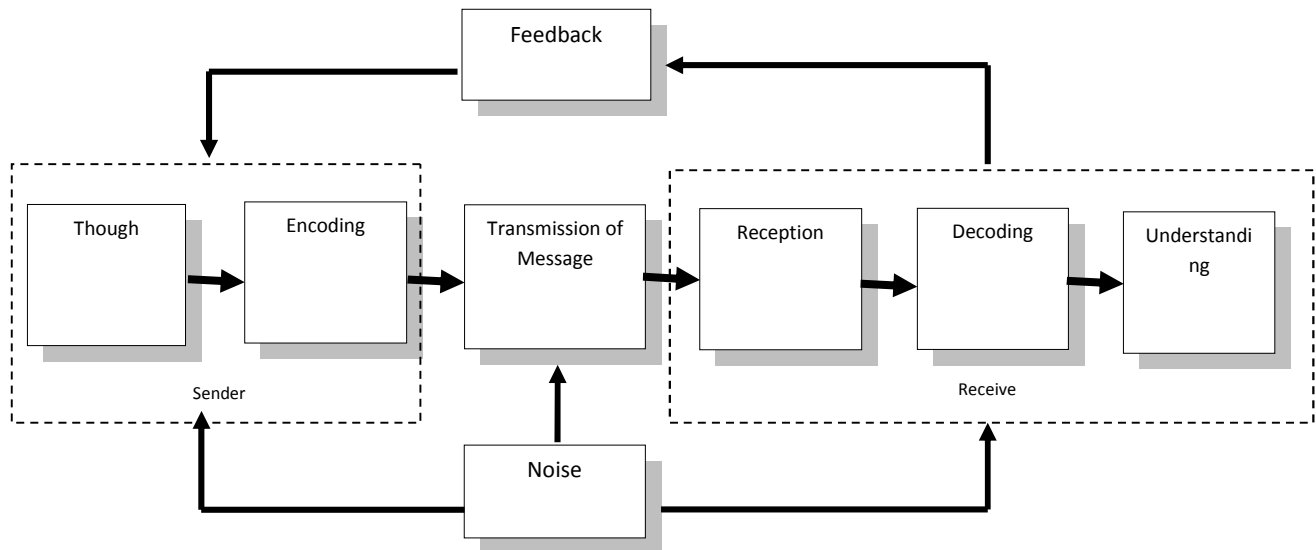 Feedback
Though
Encoding
Transmission of
Message
Reception
Decoding
Understandi
ng
Sender
Receive
Noise